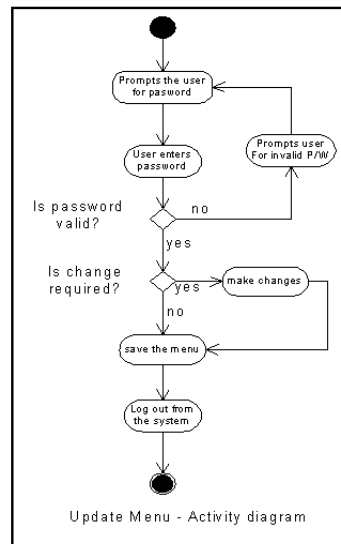 Prompts the user
for pasword
User enters
password
Prompts user
For invalid P/W
Is password
valid?
no
yes
Is change
required?
yes
make changes
no
save the menu
Log out from
the system
Update Menu - Activity diagram